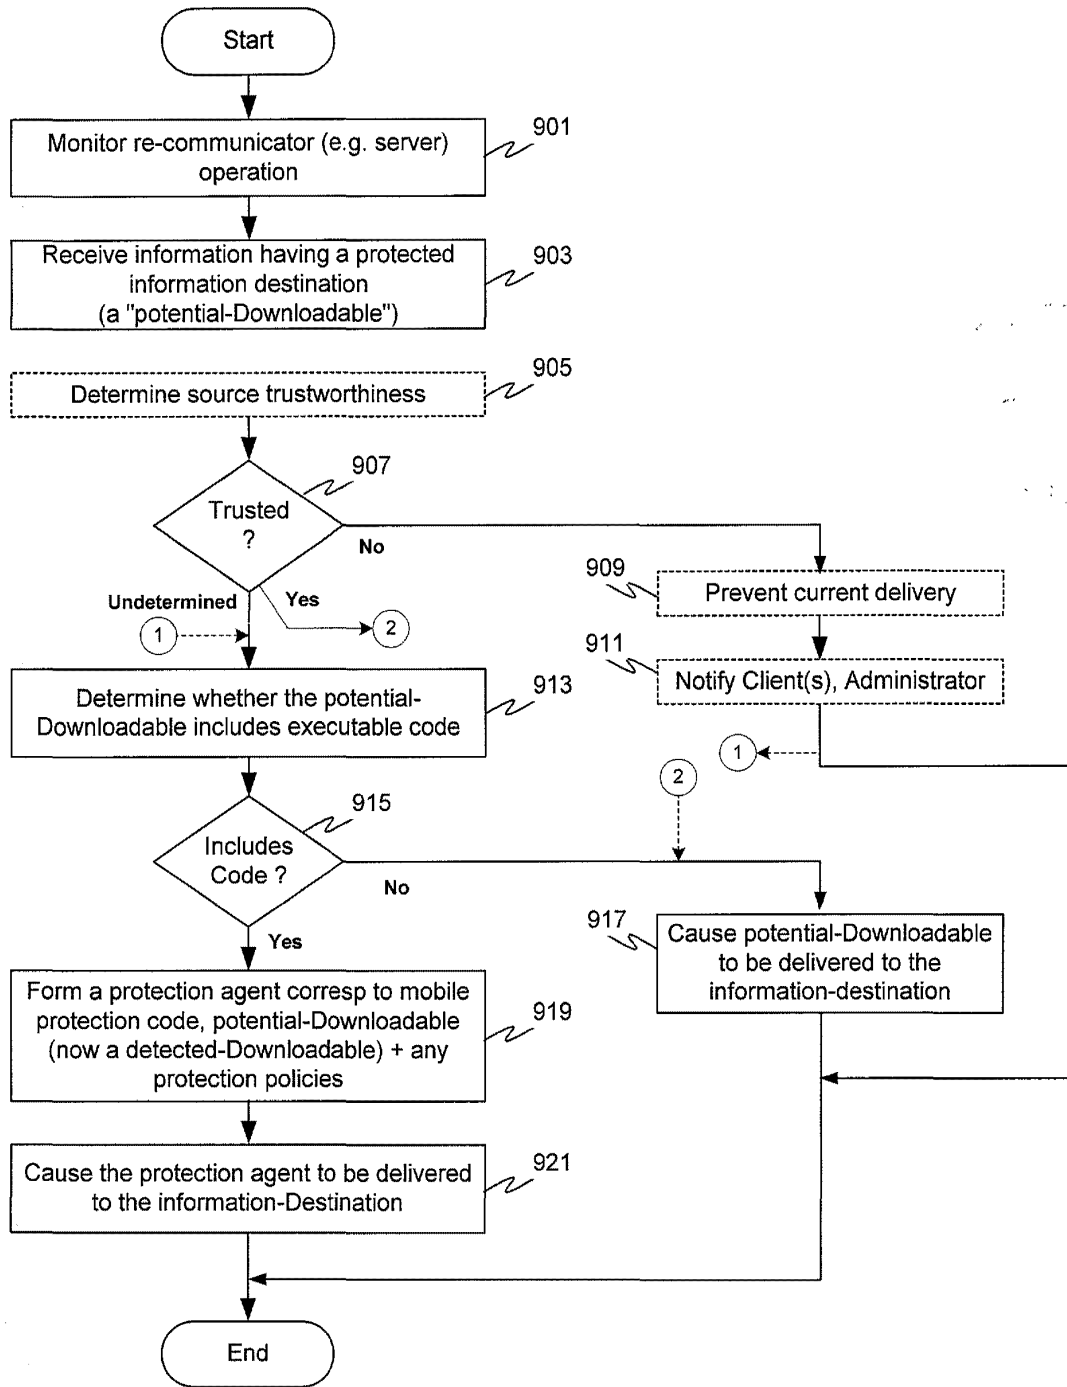 Start
Monitor re-communicator (e.g. server)
operation
901
Receive information having a protected
information destination
(a "potential-Downloadable")
903
Determine source trustworthiness
905
907
Trusted
?
No
Undetermined
Yes
1
2
909
Prevent current delivery
911
Notify Client(s), Administrator
1
2
Determine whether the potential-
Downloadable includes executable code
913
915
Includes
Code ?
No
Yes
917
Cause potential-Downloadable
to be delivered to the
information-destination
Form a protection agent corresp to mobile
protection code, potential-Downloadable
(now a detected-Downloadable) + any
protection policies
919
Cause the protection agent to be delivered
to the information-Destination
921
End